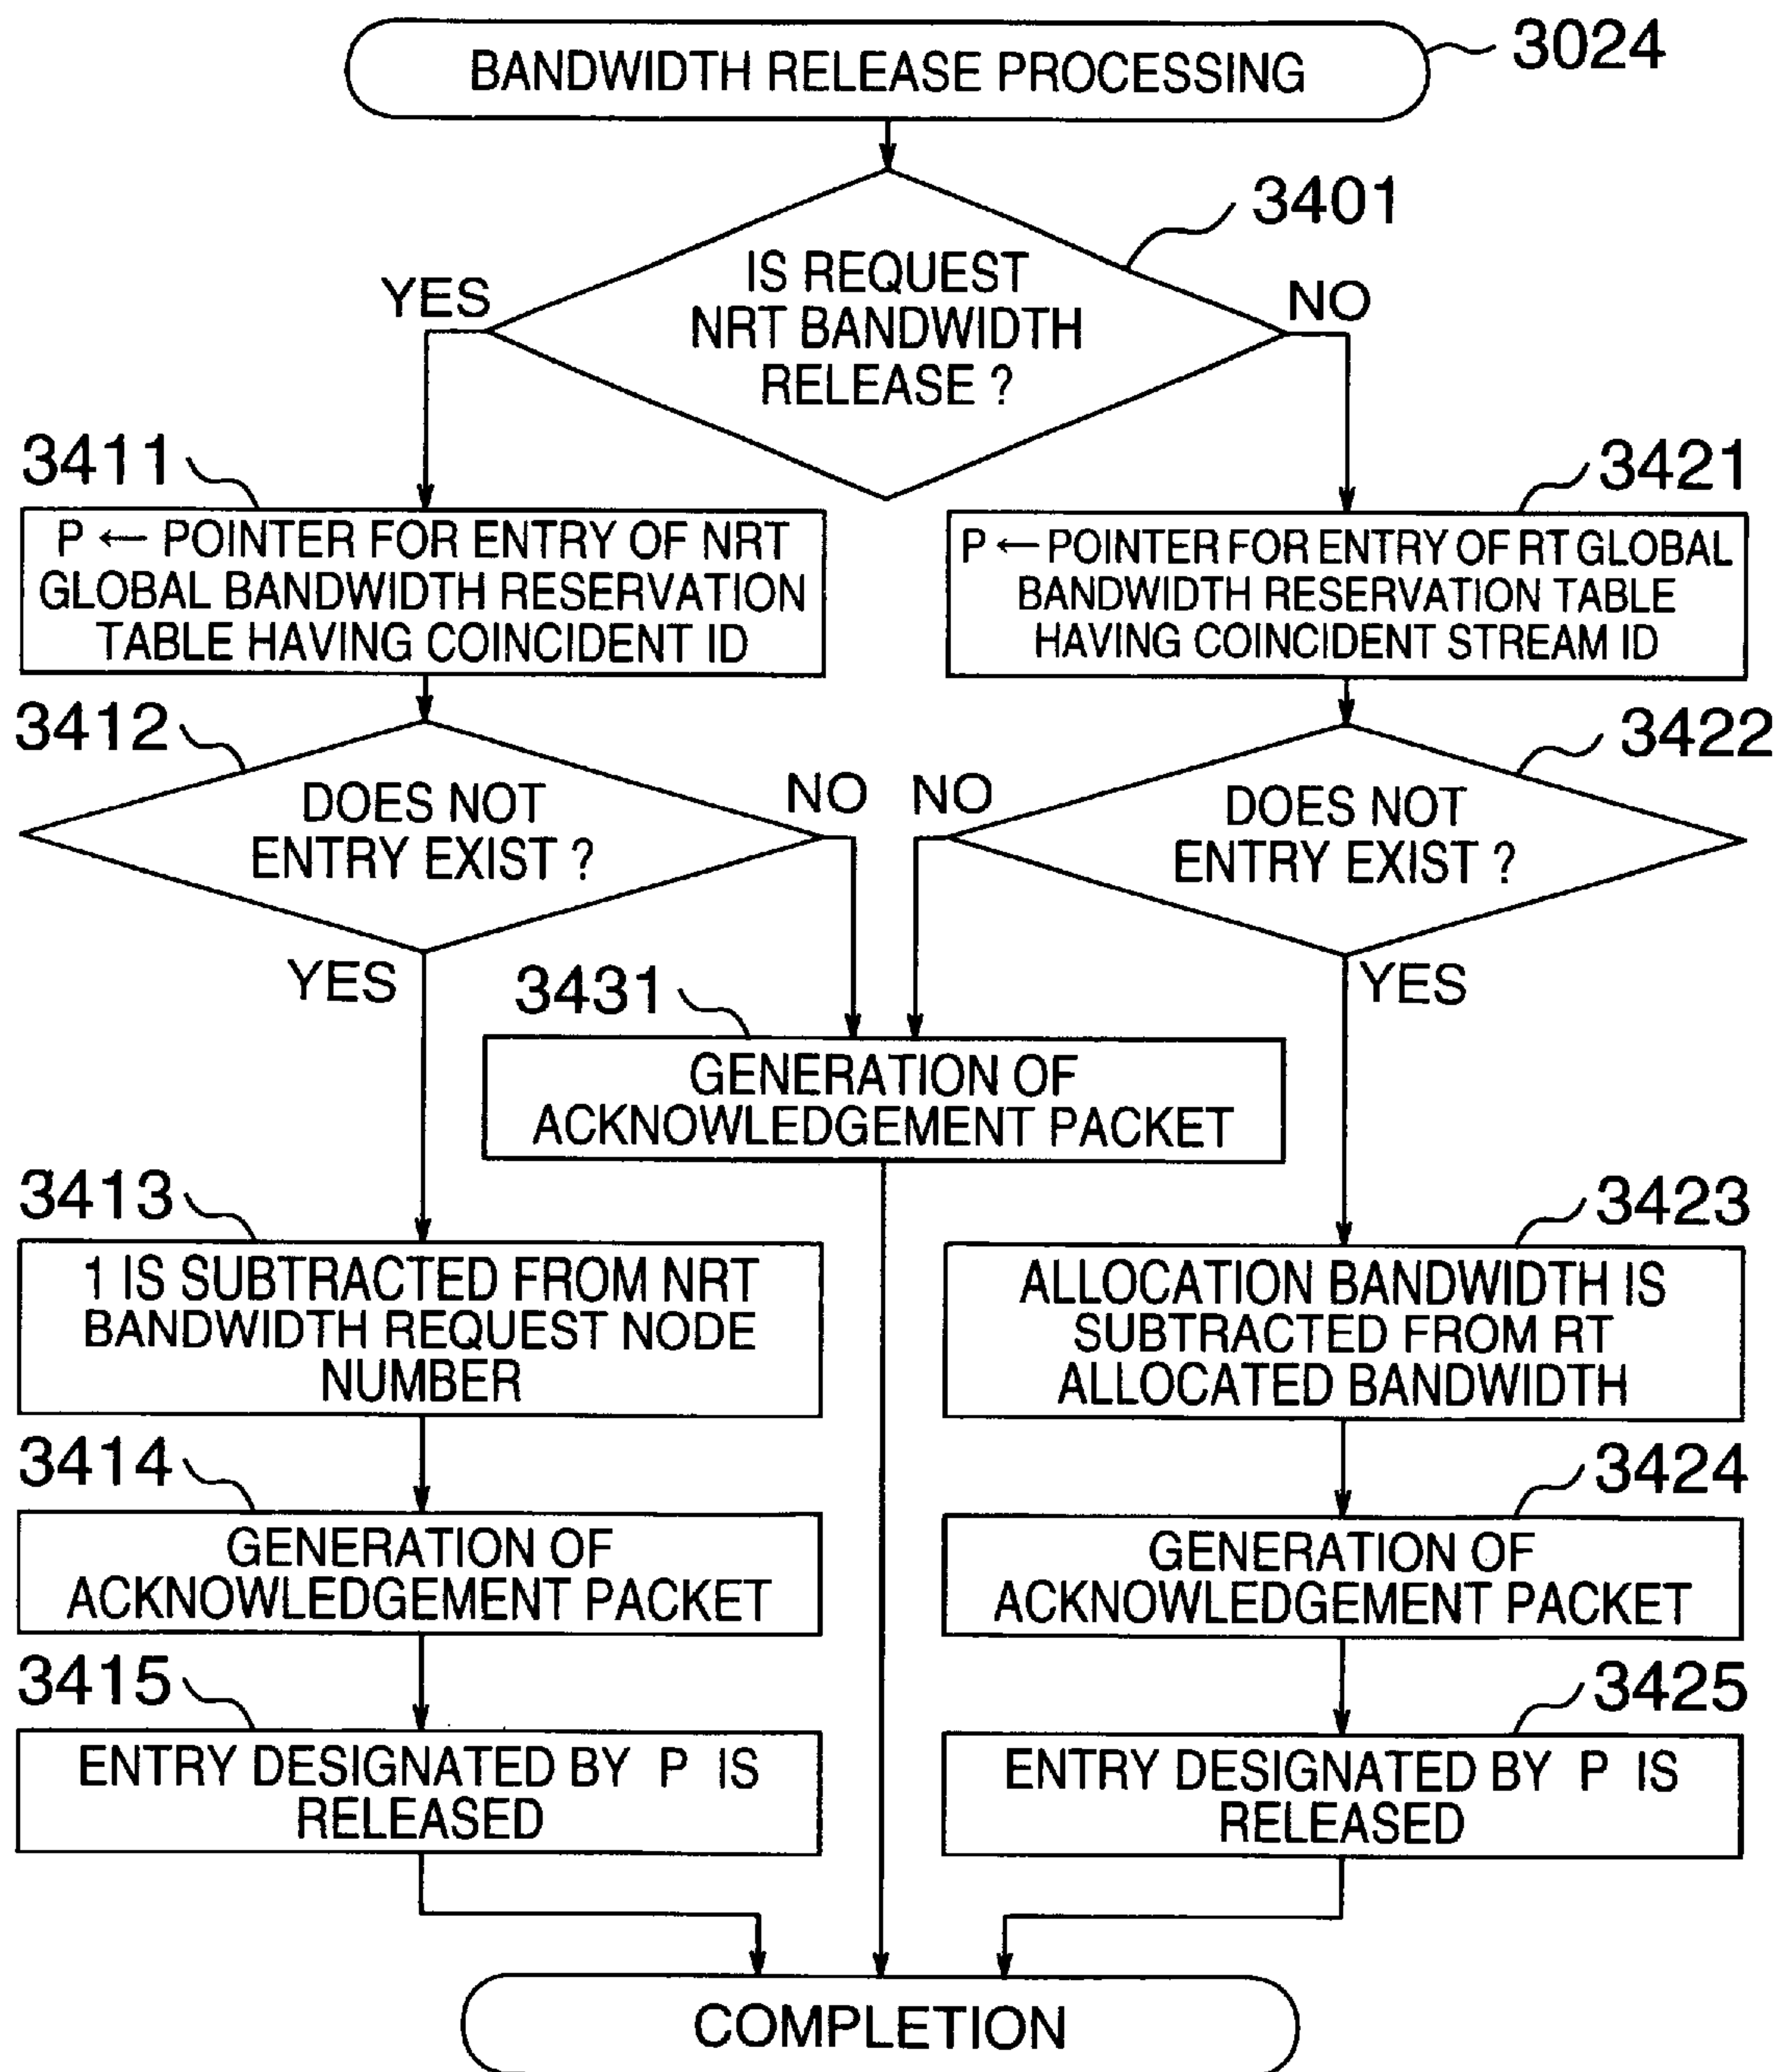 BANDWIDTH RELEASE PROCESSING
3024
3401
IS REQUEST
NRT BANDWIDTH
RELEASE ?
YES
NO
3411
P ← POINTER FOR ENTRY OF NRT
GLOBAL BANDWIDTH RESERVATION
TABLE HAVING COINCIDENT ID
3421
P ← POINTER FOR ENTRY OF RT GLOBAL
BANDWIDTH RESERVATION TABLE
HAVING COINCIDENT STREAM ID
3412
DOES NOT
ENTRY EXIST ?
NO
YES
3422
DOES NOT
ENTRY EXIST ?
NO
YES
3431
GENERATION OF
ACKNOWLEDGEMENT PACKET
3413
1 IS SUBTRACTED FROM NRT
BANDWIDTH REQUEST NODE
NUMBER
3423
ALLOCATION BANDWIDTH IS
SUBTRACTED FROM RT
ALLOCATED BANDWIDTH
3414
GENERATION OF
ACKNOWLEDGEMENT PACKET
3424
GENERATION OF
ACKNOWLEDGEMENT PACKET
3415
ENTRY DESIGNATED BY P IS
RELEASED
3425
ENTRY DESIGNATED BY P IS
RELEASED
COMPLETION